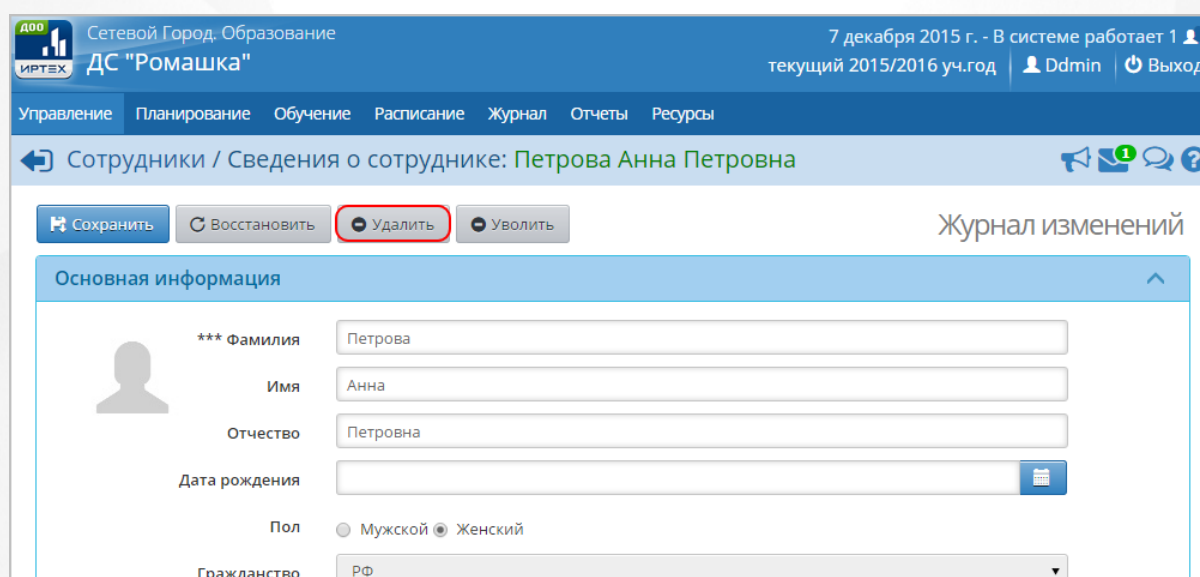 ДОО
ИРТЕХ
Сетевой Город. Образование
ДС "Ромашка"
7 декабря 2015 г. - В системе работает 1
текущий 2015/2016 уч.год
Ddmin
Выход
Управление Планирование Обучение Расписание Журнал Отчеты Ресурсы
Сотрудники / Сведения о сотруднике: Петрова Анна Петровна
1
?
Сохранить Восстановить Удалить Уволить
Журнал изменений
Основная информация
*** Фамилия Петрова
Имя Анна
Отчество Петровна
Дата рождения
Пол Мужской Женский
Гражданство РФ